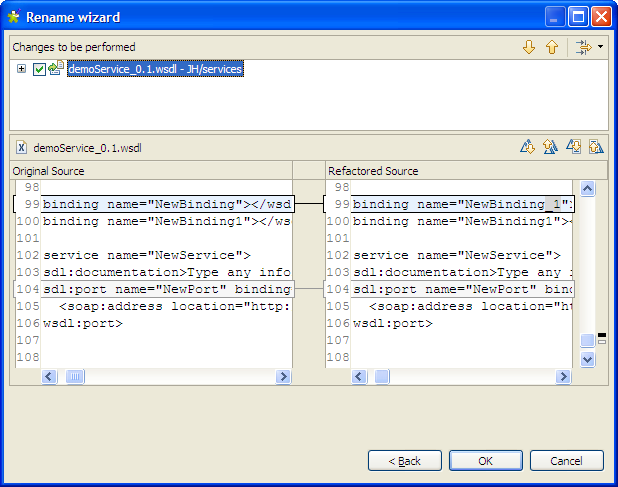 Rename wizard
Changes to be performed
demoService_0.1.wsdl - JH/services
demoService_0.1.wsdl
Original Source
Refactored Source
98
99 binding name="NewBinding"></wsd
100 binding name="NewBinding1"></ws
101
102 service name="NewService">
103 sdl:documentation>Type any info
104 sdl:port name="NewPort" binding
105 <soap:address location="http:
106 wsdl:port>
107
108
98
99 binding name="NewBinding_1">
100 binding name="NewBinding1"><
101
102 service name="NewService">
103 sdl:documentation>Type any i
104 sdl:port name="NewPort" bind
105 <soap:address location="ht
106 wsdl:port>
107
108
< Back
OK
Cancel